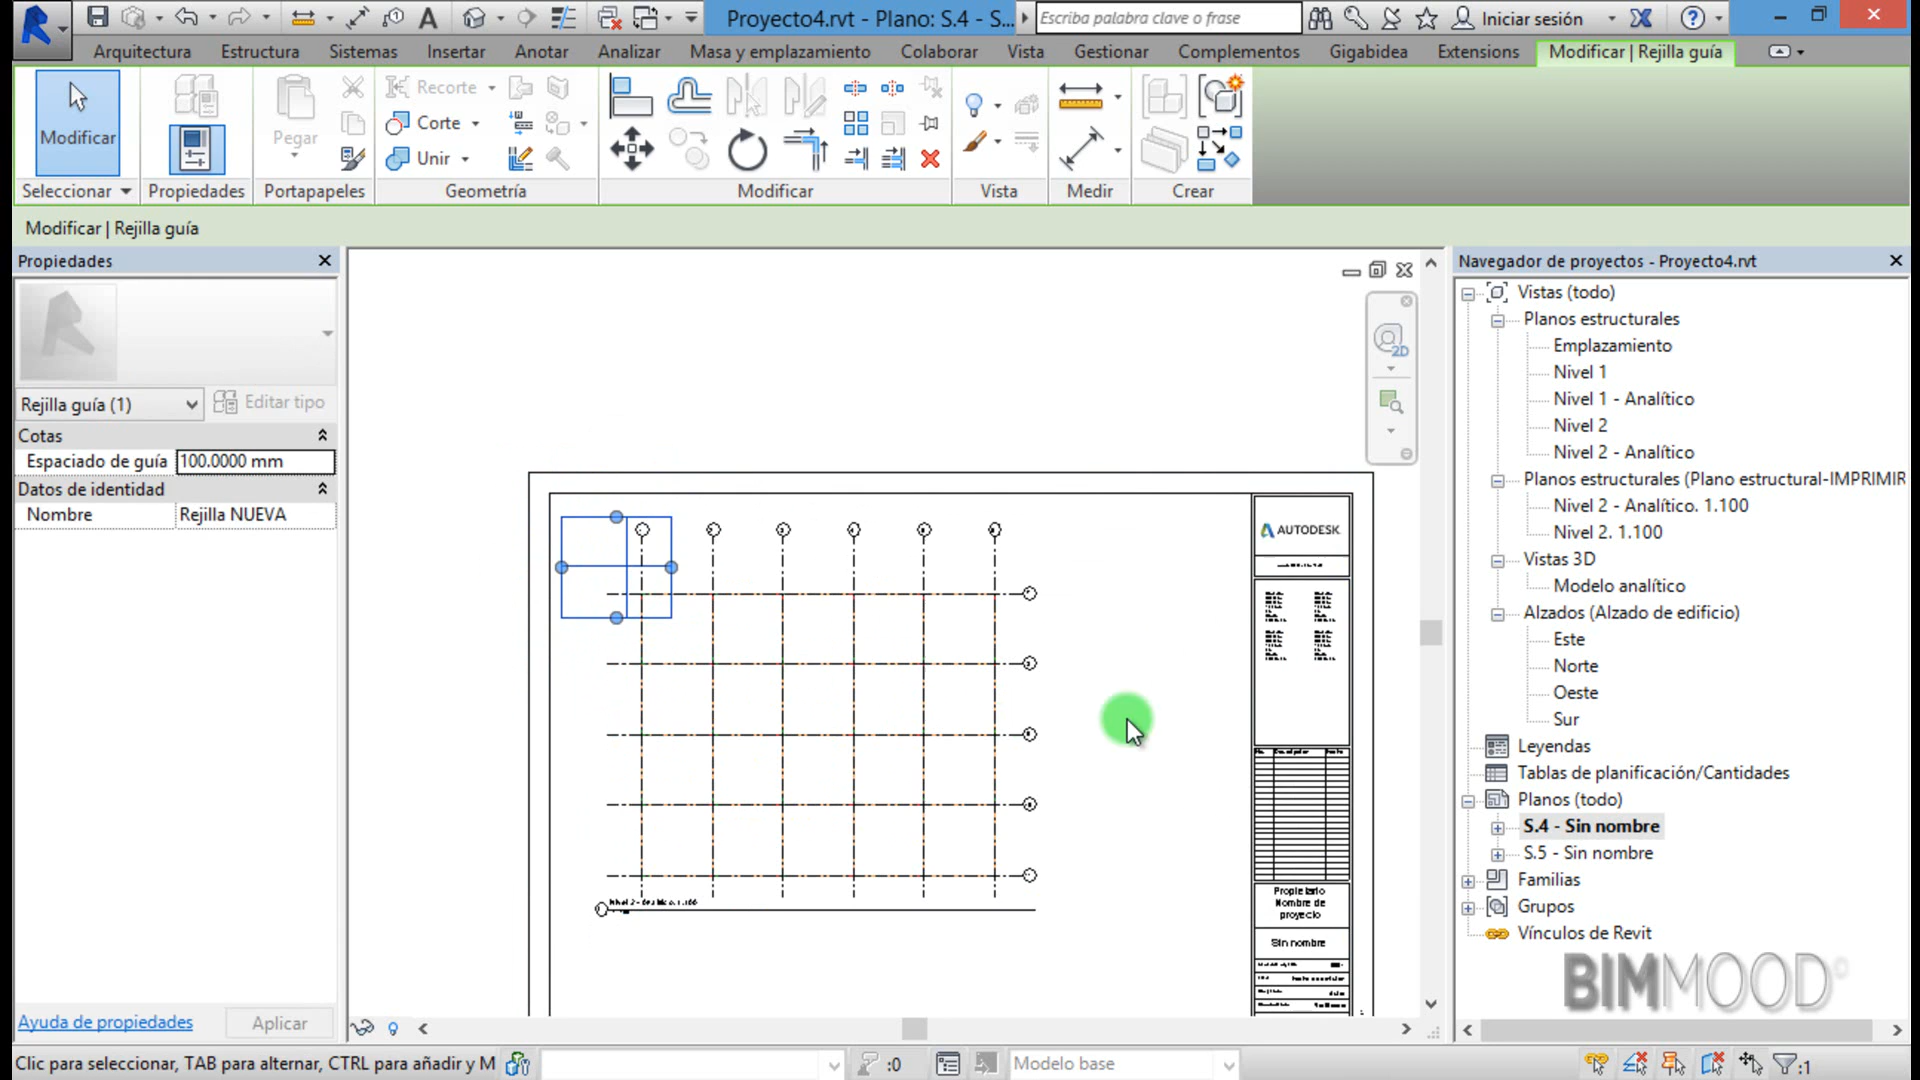 Proyecto4.rvt - Plano: S.4 - S...
Escriba palabra clave o frase
Iniciar sesión
Arquitectura
Estructura
Sistemas
Insertar
Anotar
Analizar
Masa y emplazamiento
Colaborar
Vista
Gestionar
Complementos
Gigabidea
Extensions
Modificar | Rejilla guía
Modificar
Pegar
Recorte
Corte
Unir
Seleccionar
Propiedades
Portapapeles
Geometría
Modificar
Vista
Medir
Crear
Modificar | Rejilla guía
Propiedades
Rejilla guía (1)
Editar tipo
Cotas
Espaciado de guía
100.0000 mm
Datos de identidad
Nombre
Rejilla NUEVA
Ayuda de propiedades
Aplicar
2D
AUTODESK
Propietario
Nombre de
proyecto
Sin nombre
Navegador de proyectos - Proyecto4.rvt
Vistas (todo)
Planos estructurales
Emplazamiento
Nivel 1
Nivel 1 - Analítico
Nivel 2
Nivel 2 - Analítico
Planos estructurales (Plano estructural-IMPRIMIR
Nivel 2 - Analítico. 1.100
Nivel 2. 1.100
Vistas 3D
Modelo analítico
Alzados (Alzado de edificio)
Este
Norte
Oeste
Sur
Leyendas
Tablas de planificación/Cantidades
Planos (todo)
S.4 - Sin nombre
S.5 - Sin nombre
Familias
Grupos
Vínculos de Revit
BIMMOOD
Clic para seleccionar, TAB para alternar, CTRL para añadir y M
:0
Modelo base
:1